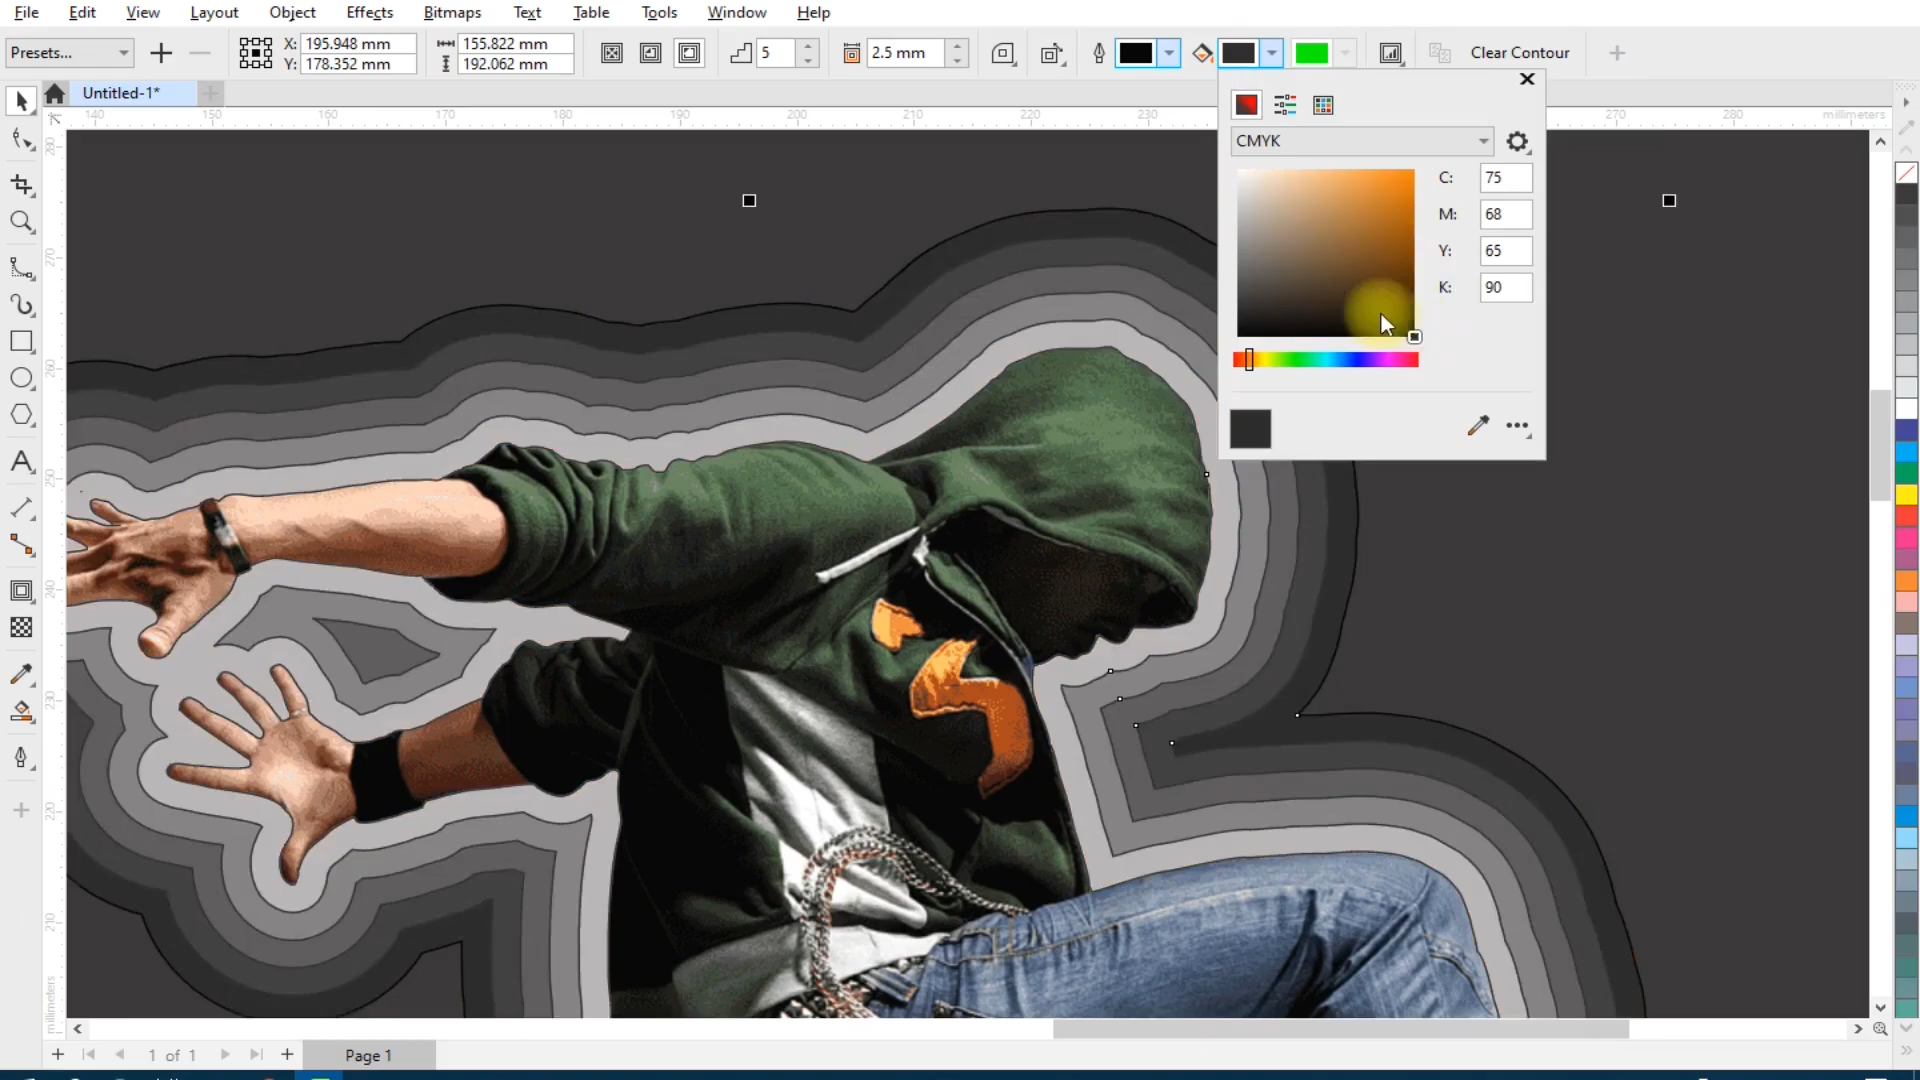 File Edit View Layout Object Effects Bitmaps Text Table Tools Window Help
Presets... X: 195.948 mm 155.822 mm 5 2.5 mm Clear Contour
Y: 178.352 mm 192.062 mm
Untitled-1*
140 150 160 170 180 190 200 210 220 230 270 280 millimeters
CMYK
C: 75
M: 68
Y: 65
K: 90
280
270
260
250
240
230
220
210
millimeters
1 of 1 Page 1